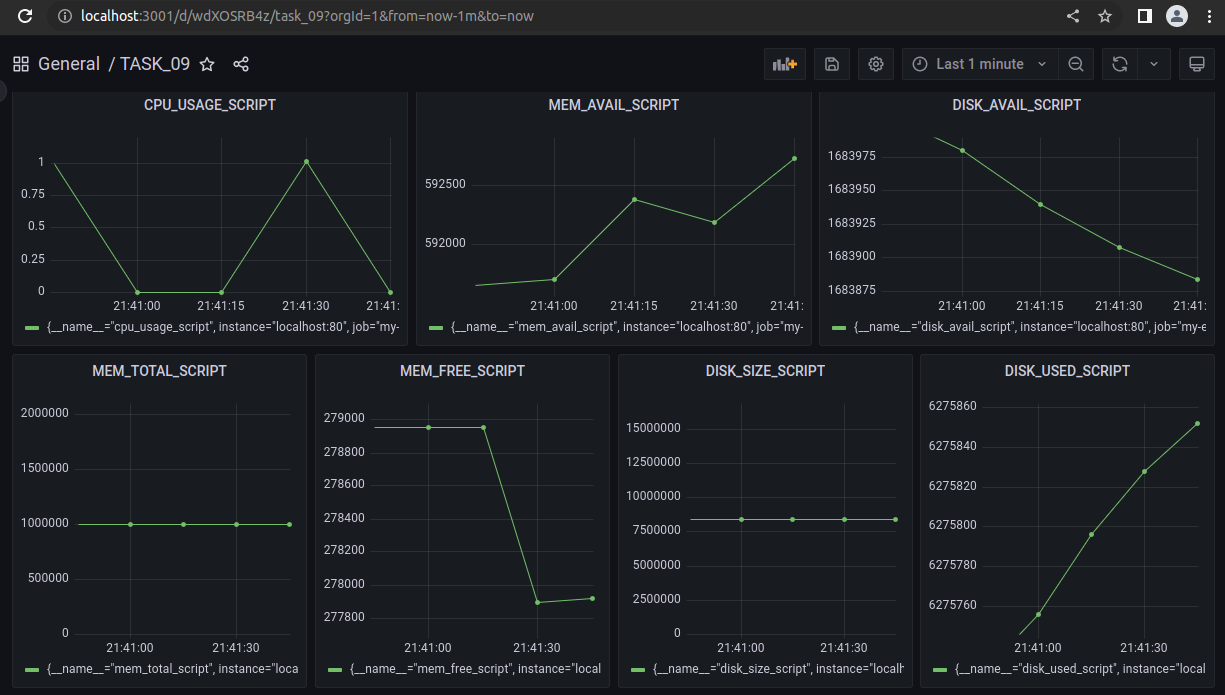 localhost:3001/d/wdXOSRB4z/task_09?orgId=1&from=now-1m&to=now
General / TASK_09
Last 1 minute
CPU_USAGE_SCRIPT
1
0.75
0.5
0.25
0
21:41:00 21:41:15 21:41:30 21:41:
{__name__="cpu_usage_script", instance="localhost:80", job="my-
MEM_AVAIL_SCRIPT
592500
592000
21:41:00 21:41:15 21:41:30 21:41:
{__name__="mem_avail_script", instance="localhost:80", job="my-
DISK_AVAIL_SCRIPT
1683975
1683950
1683925
1683900
1683875
21:41:00 21:41:15 21:41:30 21:41:
{__name__="disk_avail_script", instance="localhost:80", job="my-e
MEM_TOTAL_SCRIPT
2000000
1500000
1000000
500000
0
21:41:00 21:41:30
{__name__="mem_total_script", instance="loca
MEM_FREE_SCRIPT
279000
278800
278600
278400
278200
278000
277800
21:41:00 21:41:30
{__name__="mem_free_script", instance="local
DISK_SIZE_SCRIPT
15000000
12500000
10000000
7500000
5000000
2500000
0
21:41:00 21:41:30
{__name__="disk_size_script", instance="localh
DISK_USED_SCRIPT
6275860
6275840
6275820
6275800
6275780
6275760
21:41:00 21:41:30
{__name__="disk_used_script", instance="local